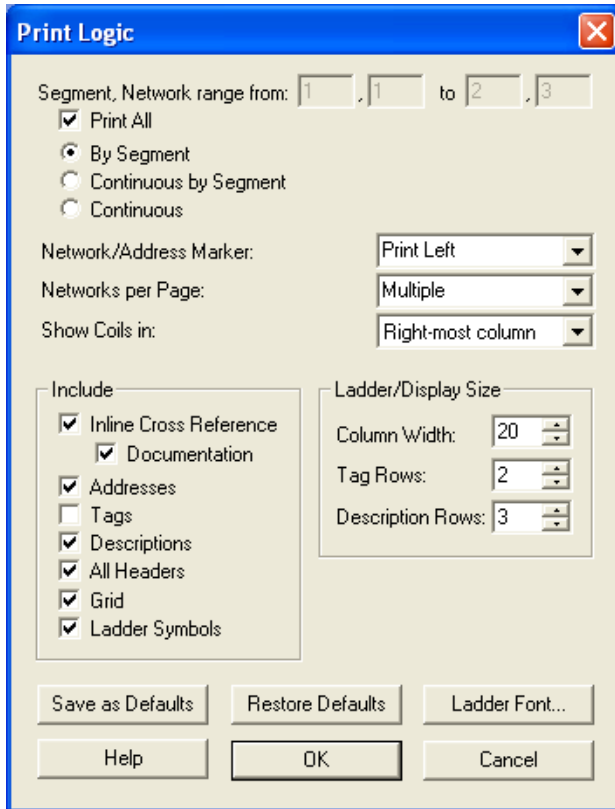 Print Logic
Segment, Network range from: 1 , 1 to 2 , 3
Print All
By Segment
Continuous by Segment
Continuous
Network/Address Marker: Print Left
Networks per Page: Multiple
Show Coils in: Right-most column
Include
Inline Cross Reference
Documentation
Addresses
Tags
Descriptions
All Headers
Grid
Ladder Symbols
Ladder/Display Size
Column Width: 20
Tag Rows: 2
Description Rows: 3
Save as Defaults Restore Defaults Ladder Font...
Help OK Cancel